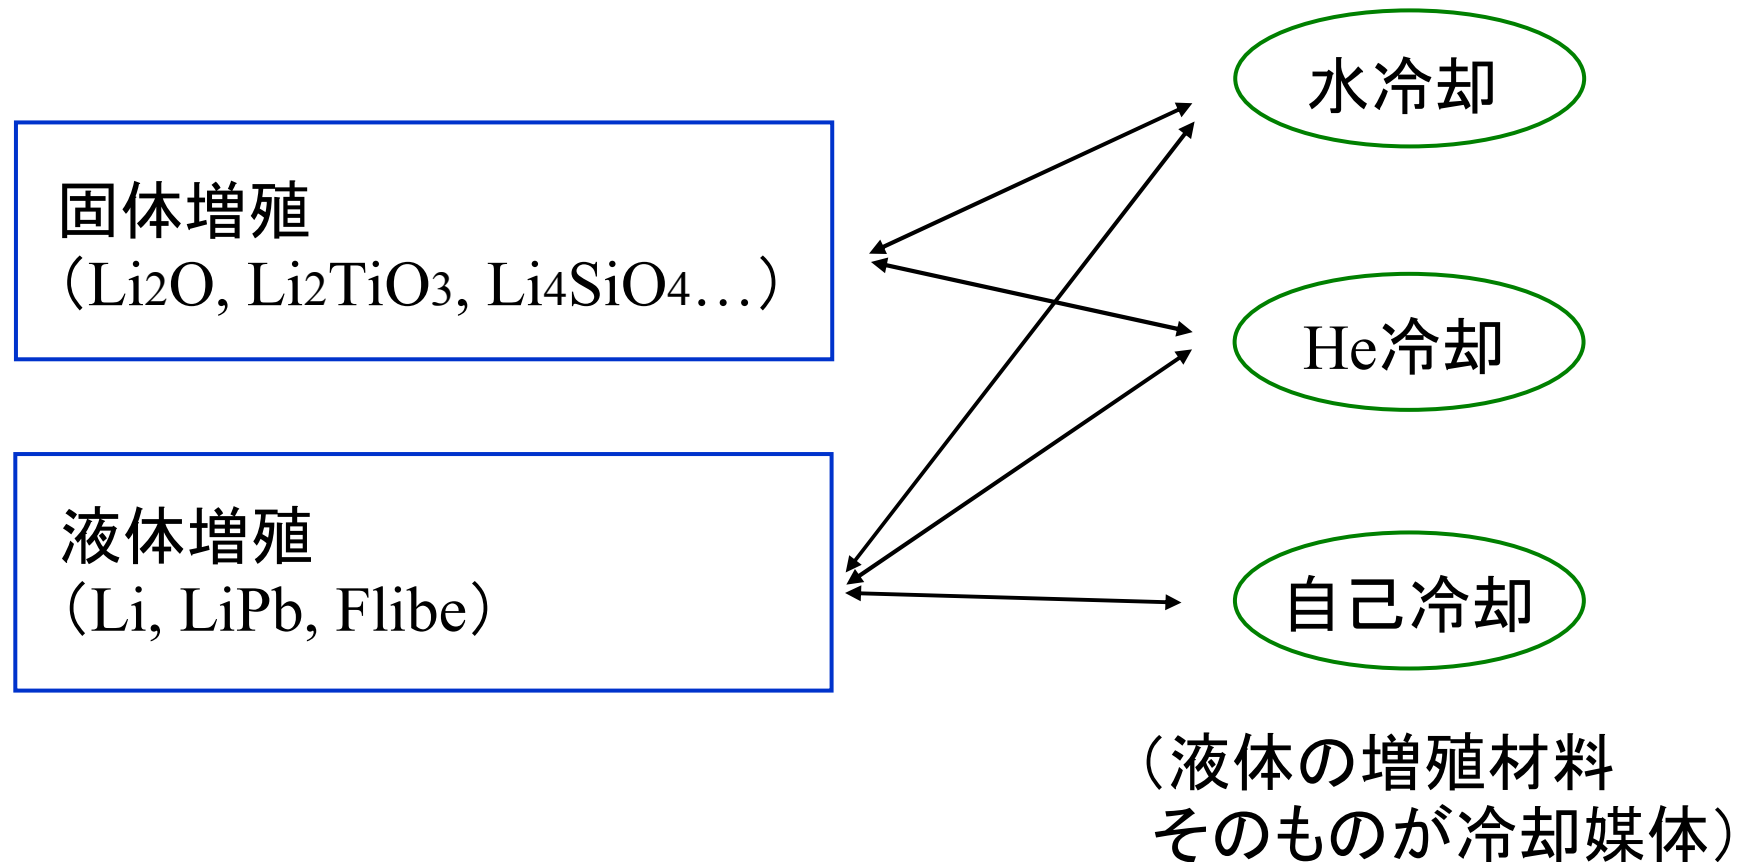 固体増殖
（Li2O, Li2TiO3, Li4SiO4…）
液体増殖
（Li, LiPb, Flibe）
水冷却
He冷却
自己冷却
（液体の増殖材料
そのものが冷却媒体）